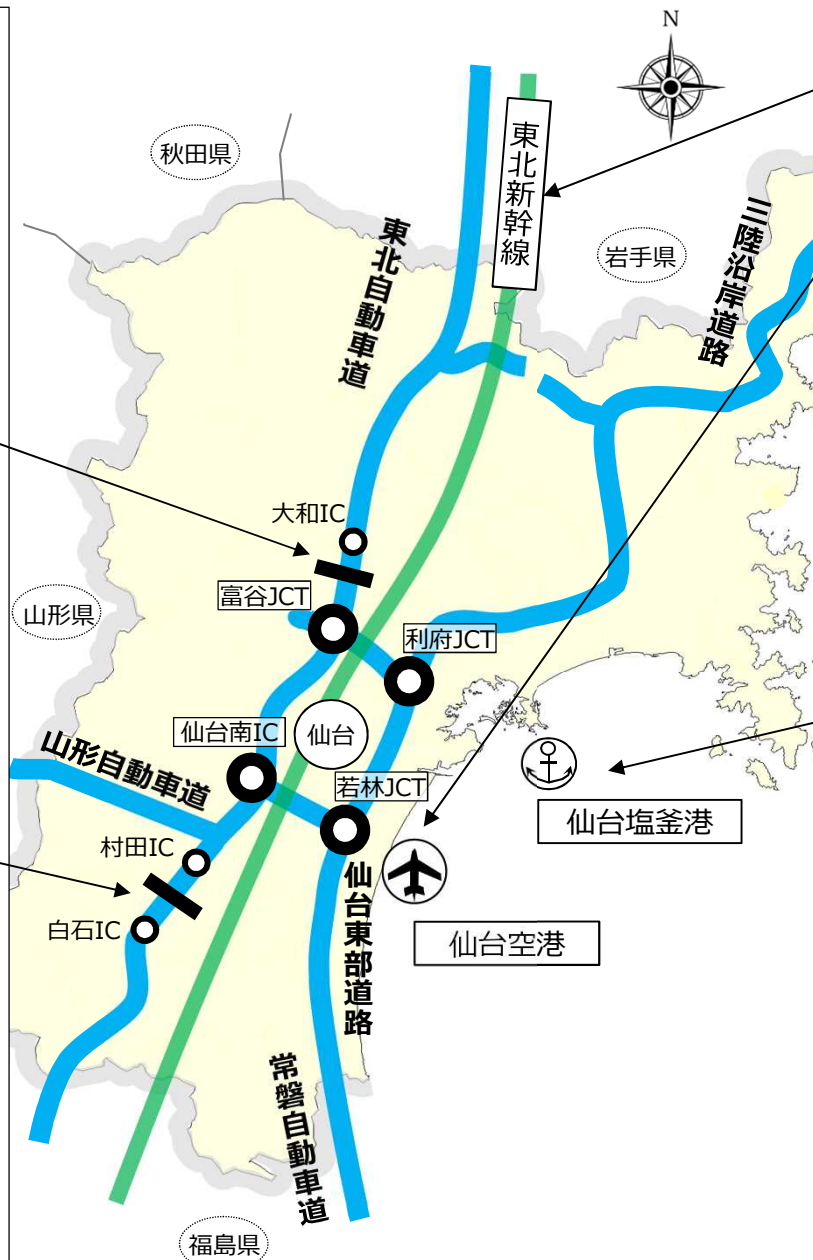 N
秋田県
東北新幹線
岩手県
三陸沿岸道路
東北自動車道
大和IC
富谷JCT
山形県
利府JCT
仙台南IC
仙台
山形自動車道
若林JCT
仙台塩釜港
村田IC
白石IC
仙台東部道路
仙台空港
常磐自動車道
福島県